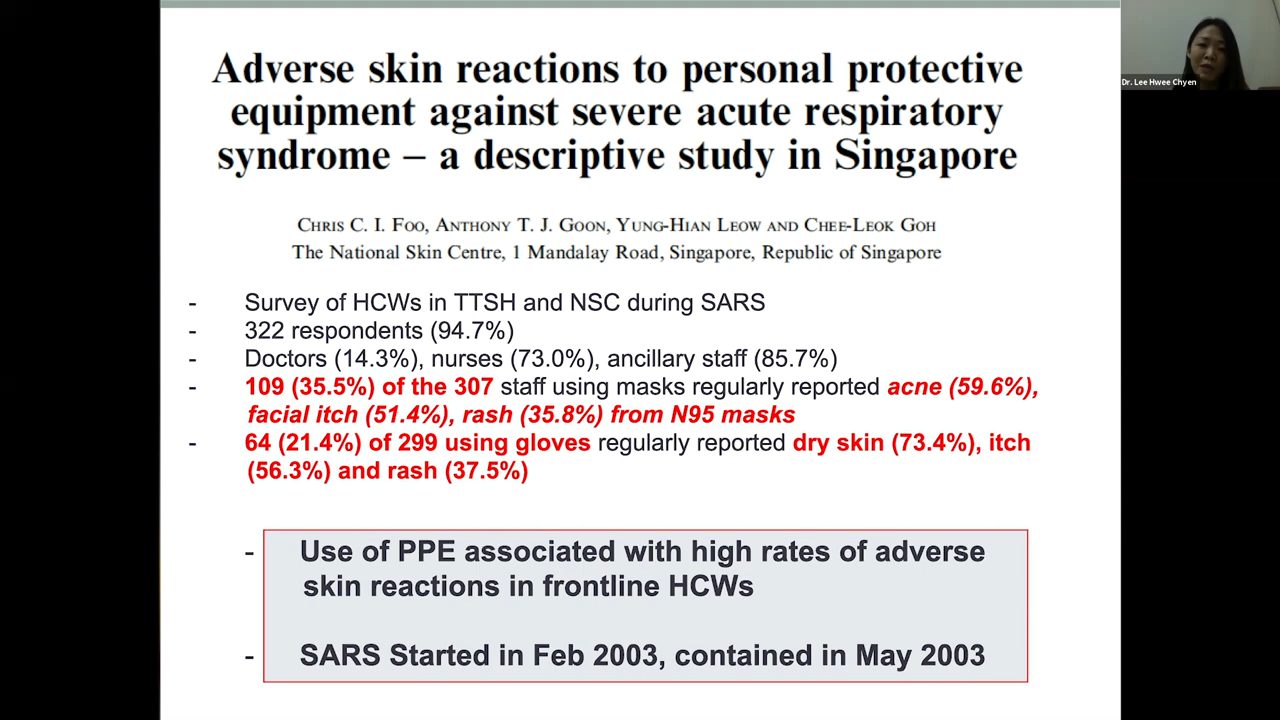 Adverse skin reactions to personal protective
equipment against severe acute respiratory
syndrome – a descriptive study in Singapore
CHRIS C. I. FOO, ANTHONY T. J. GOON, YUNG-HIAN LEOW AND CHEE-LEOK GOH
The National Skin Centre, 1 Mandalay Road, Singapore, Republic of Singapore
- Survey of HCWs in TTSH and NSC during SARS
- 322 respondents (94.7%)
- Doctors (14.3%), nurses (73.0%), ancillary staff (85.7%)
- 109 (35.5%) of the 307 staff using masks regularly reported acne (59.6%),
facial itch (51.4%), rash (35.8%) from N95 masks
- 64 (21.4%) of 299 using gloves regularly reported dry skin (73.4%), itch
(56.3%) and rash (37.5%)
- Use of PPE associated with high rates of adverse
skin reactions in frontline HCWs
- SARS Started in Feb 2003, contained in May 2003
Dr. Lee Hwee Chyen